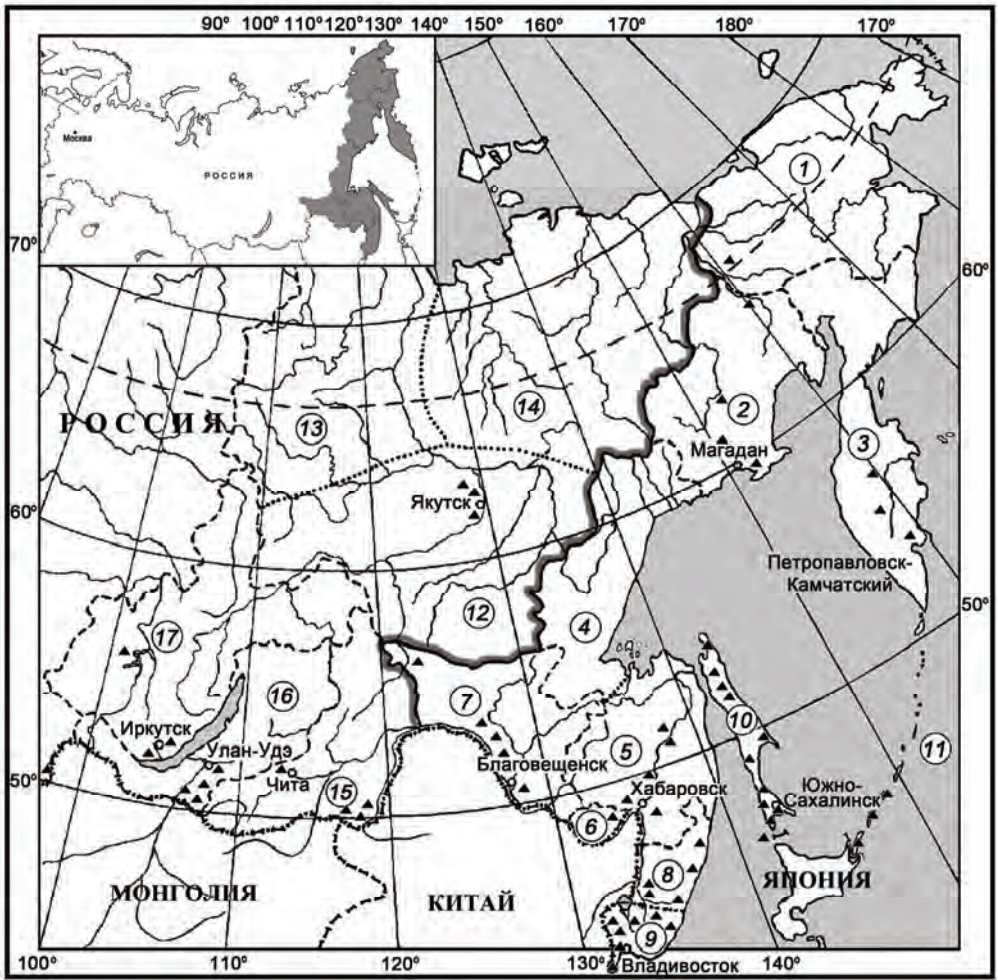 90° 100° 110° 120° 130° 140° 150° 160° 170° 180° 170°
Москва
РОССИЯ
1
70°
60°
РОССИЯ
13
14
2
Магадан
3
Якутск
60°
Петропавловск-
Камчатский
50°
12
4
17
16
7
10
11
Иркутск
Улан-Удэ
5
Благовещенск
Хабаровск
Южно-
Сахалинск
50°
Чита
15
6
8
МОНГОЛИЯ
КИТАЙ
ЯПОНИЯ
9
Владивосток
100° 110° 120° 130° 140°